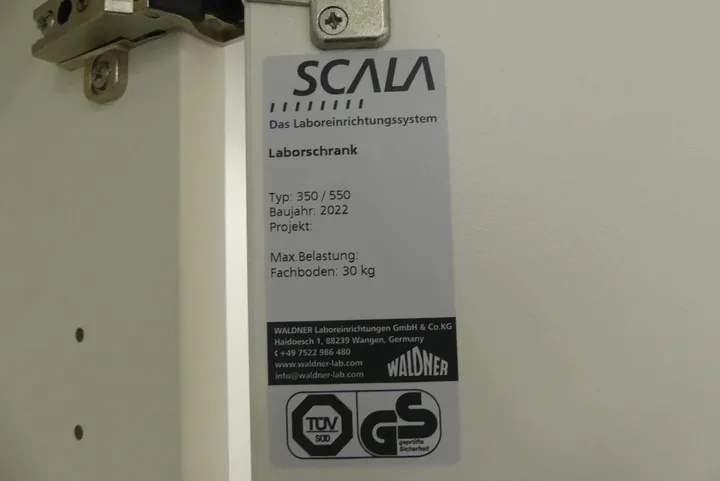 SCALA
Das Laboreinrichtungssystem
Laborschrank
Typ: 350 / 550
Baujahr: 2022
Projekt:
Max.Belastung:
Fachboden: 30 kg
WALDNER Laboreinrichtungen GmbH & Co.KG
Haidoesch 1, 88239 Wangen, Germany
✆ +49 7522 986 480
www.waldner-lab.com
info@waldner-lab.com
WALDNER
TÜV
SÜD
GS
geprüfte
Sicherheit